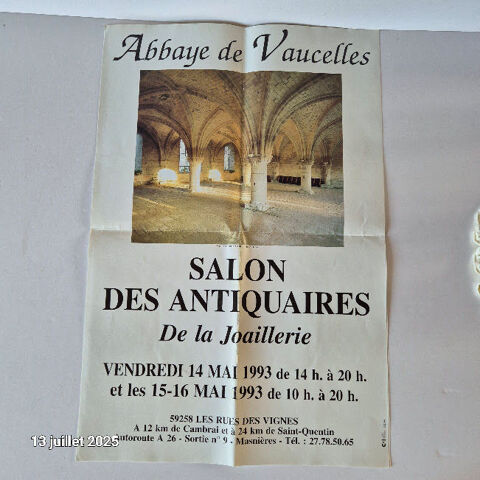 Abbaye de Vaucelles
SALON
DES ANTIQUAIRES
De la Joaillerie
VENDREDI 14 MAI 1993 de 14 h. à 20 h.
et les 15-16 MAI 1993 de 10 h. à 20 h.
59258 LES RUES DES VIGNES
A 12 km de Cambrai et à 24 km de Saint-Quentin
Autoroute A 26 - Sortie n° 9 - Masnières - Tél. : 27.78.50.65
13 juillet 2025